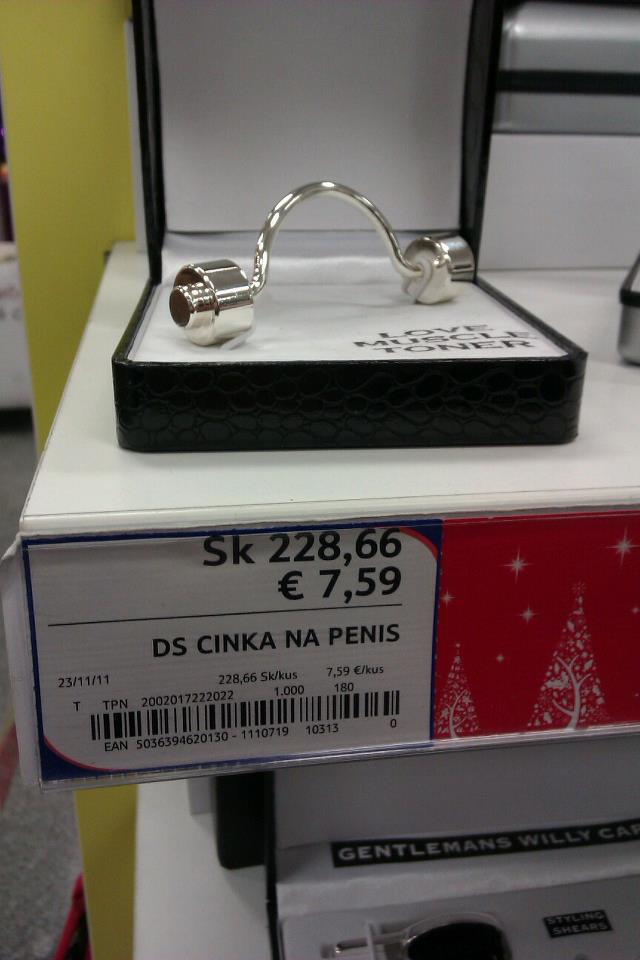 LOVE
MUSCLE
TONER
Sk 228,66
€ 7,59
DS CINKA NA PENIS
23/11/11 228,66 Sk/kus 7,59 €/kus
T TPN 2002017222022 1.000 180
EAN 5036394620130 - 1110719 10313 0
GENTLEMANS WILLY
STYLING
SHEARS